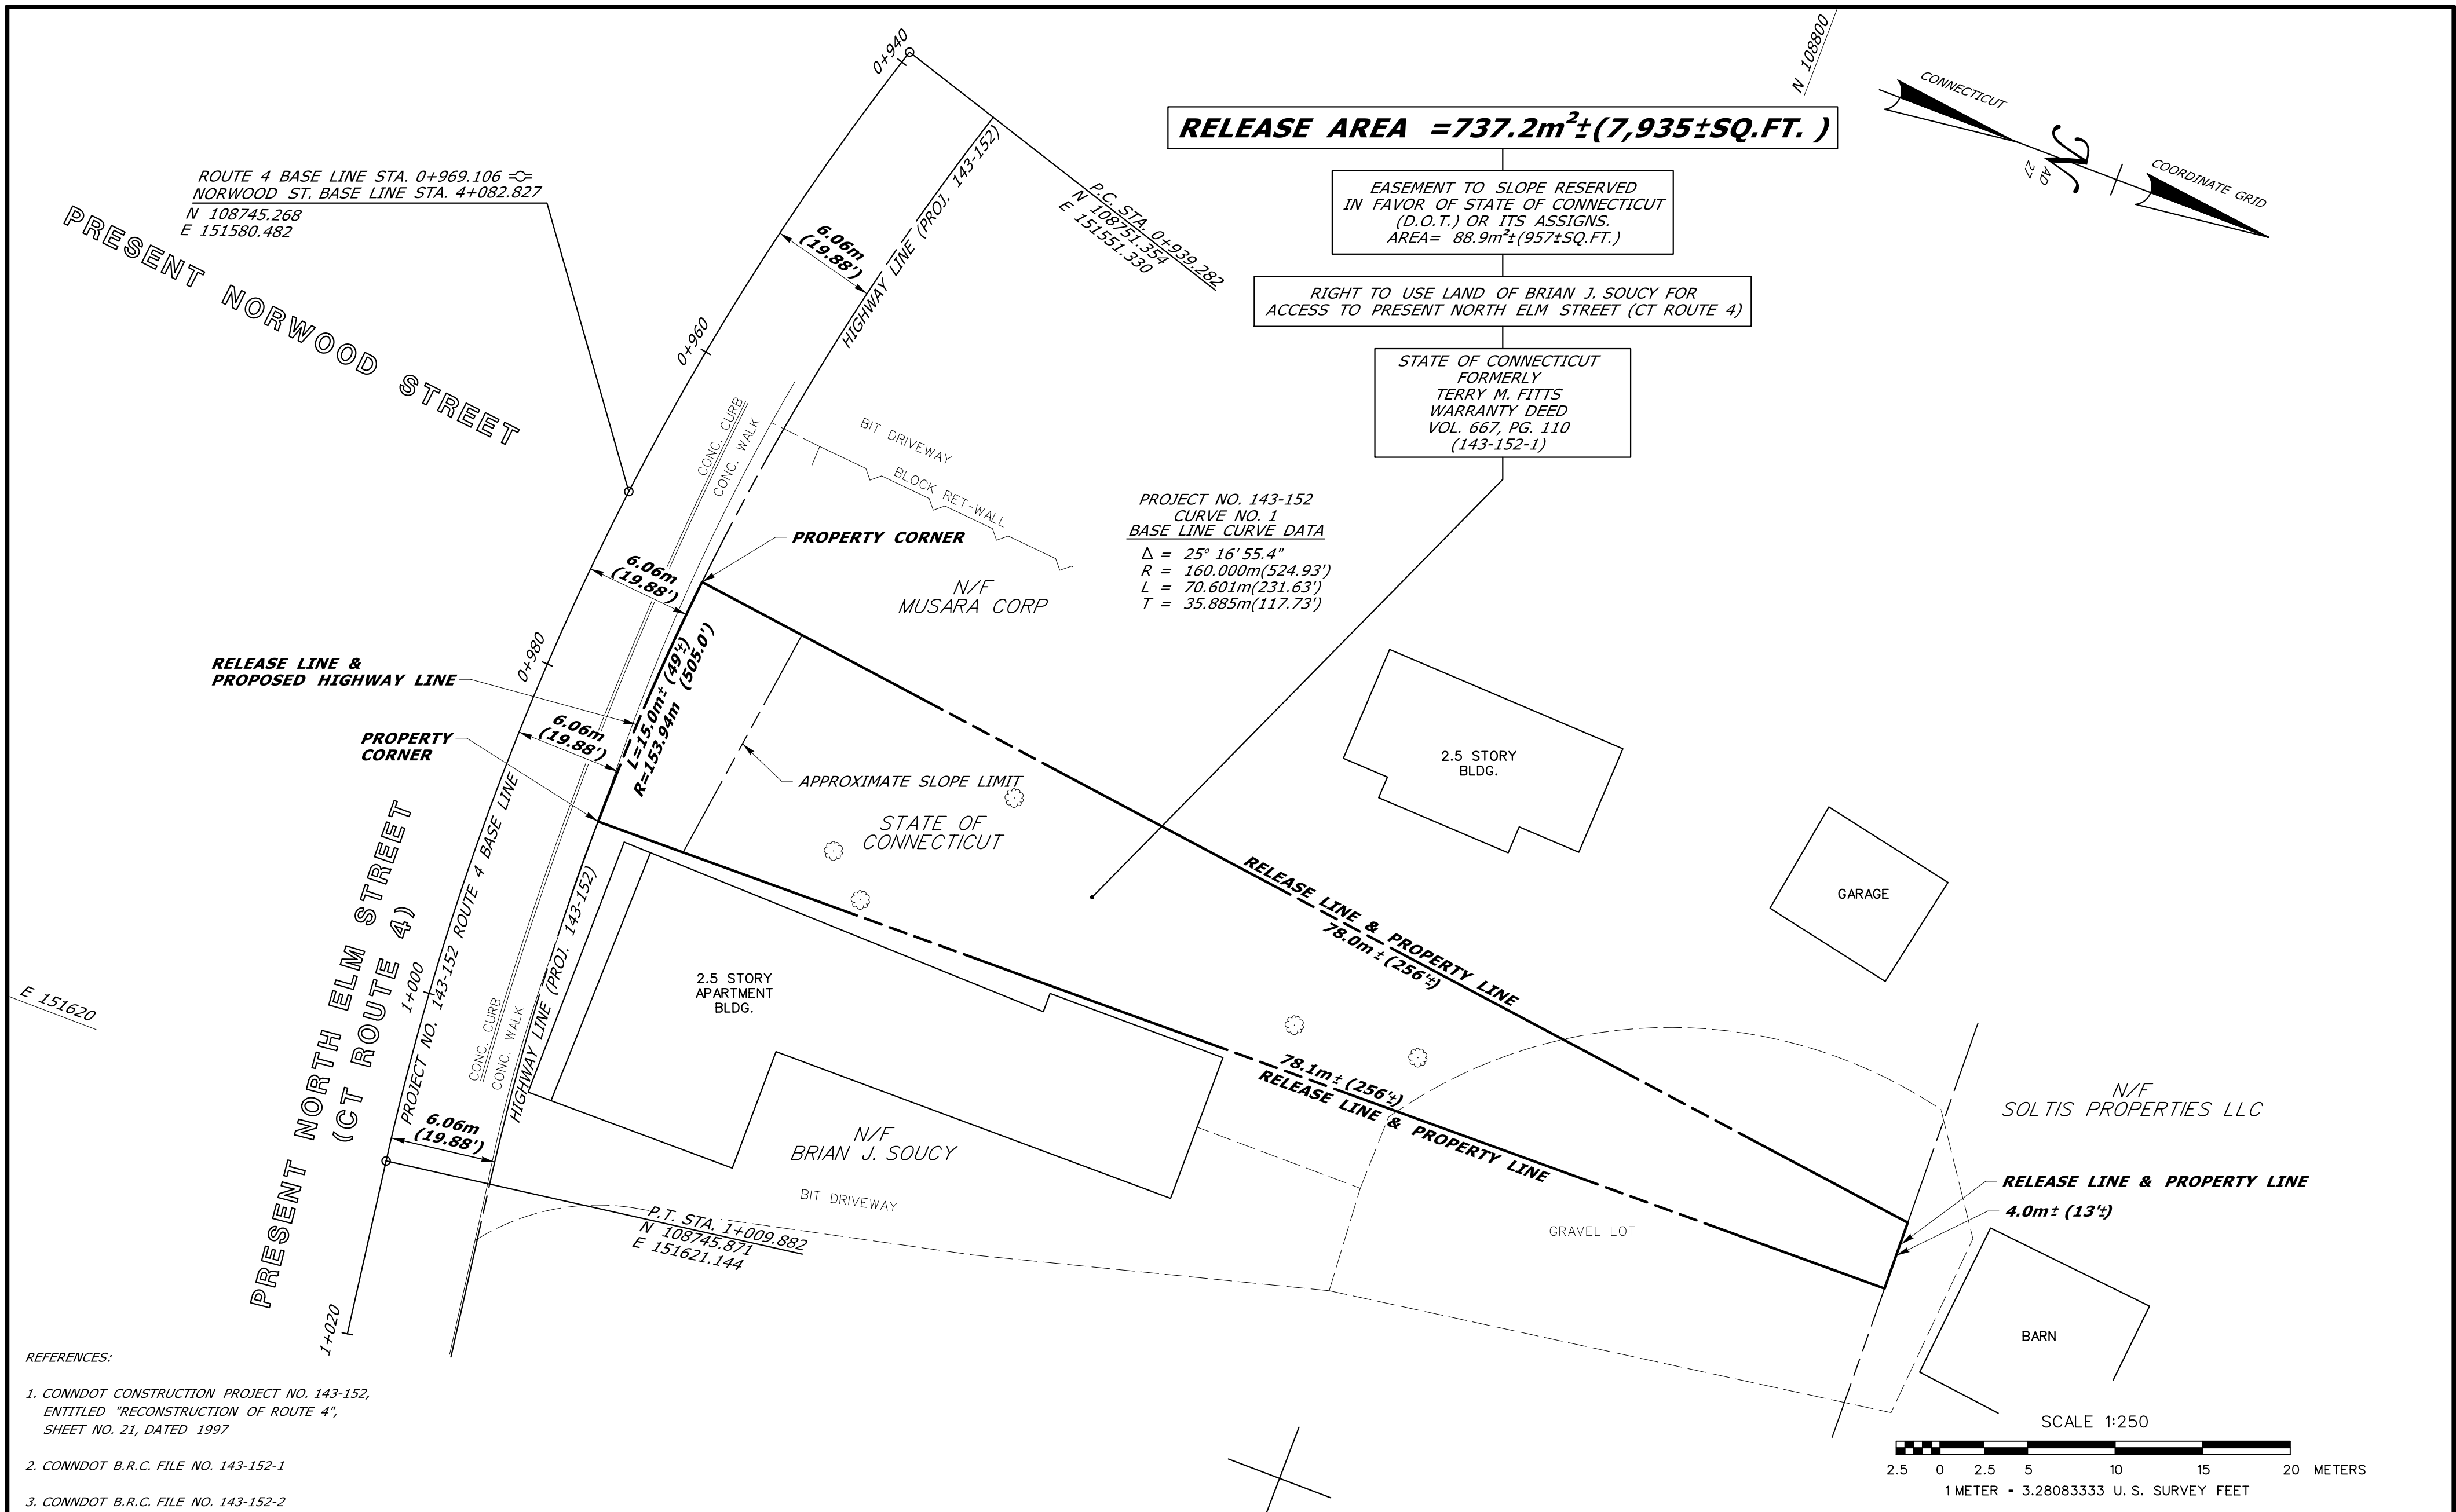 0+940
N 108800
CONNECTICUT
COORDINATE GRID
N
AD
27
RELEASE AREA =737.2m²±(7,935±SQ.FT. )
EASEMENT TO SLOPE RESERVED
IN FAVOR OF STATE OF CONNECTICUT
(D.O.T.) OR ITS ASSIGNS.
AREA= 88.9m²±(957±SQ.FT.)
RIGHT TO USE LAND OF BRIAN J. SOUCY FOR
ACCESS TO PRESENT NORTH ELM STREET (CT ROUTE 4)
STATE OF CONNECTICUT
FORMERLY
TERRY M. FITTS
WARRANTY DEED
VOL. 667, PG. 110
(143-152-1)
ROUTE 4 BASE LINE STA. 0+969.106 =
NORWOOD ST. BASE LINE STA. 4+082.827
N 108745.268
E 151580.482
PRESENT NORWOOD STREET
HIGHWAY LINE (PROJ. 143-152)
6.06m
(19.88')
P.C. STA. 0+939.282
N 108751.354
E 151551.330
0+960
CONC. CURB
CONC. WALK
BIT DRIVEWAY
BLOCK RET-WALL
PROPERTY CORNER
N/F
MUSARA CORP
PROJECT NO. 143-152
CURVE NO. 1
BASE LINE CURVE DATA
Δ = 25° 16' 55.4"
R = 160.000m(524.93')
L = 70.601m(231.63')
T = 35.885m(117.73')
6.06m
(19.88')
0+980
RELEASE LINE &
PROPOSED HIGHWAY LINE
L=15.0m± (49'±)
R=153.94m (505.0')
6.06m
(19.88')
PROPERTY
CORNER
APPROXIMATE SLOPE LIMIT
STATE OF
CONNECTICUT
2.5 STORY
BLDG.
GARAGE
RELEASE LINE & PROPERTY LINE
78.0m± (256'±)
PROJECT NO. 143-152 ROUTE 4 BASE LINE
PRESENT NORTH ELM STREET
(CT ROUTE 4)
1+000
E 151620
CONC. CURB
CONC. WALK
HIGHWAY LINE (PROJ. 143-152)
2.5 STORY
APARTMENT
BLDG.
78.1m± (256'±)
RELEASE LINE & PROPERTY LINE
6.06m
(19.88')
N/F
BRIAN J. SOUCY
BIT DRIVEWAY
P.T. STA. 1+009.882
N 108745.871
E 151621.144
GRAVEL LOT
N/F
SOLTIS PROPERTIES LLC
RELEASE LINE & PROPERTY LINE
4.0m± (13'±)
BARN
1+020
REFERENCES:
1. CONNDOT CONSTRUCTION PROJECT NO. 143-152,
ENTITLED "RECONSTRUCTION OF ROUTE 4",
SHEET NO. 21, DATED 1997
2. CONNDOT B.R.C. FILE NO. 143-152-1
3. CONNDOT B.R.C. FILE NO. 143-152-2
SCALE 1:250
2.5 0 2.5 5 10 15 20 METERS
1 METER = 3.28083333 U. S. SURVEY FEET